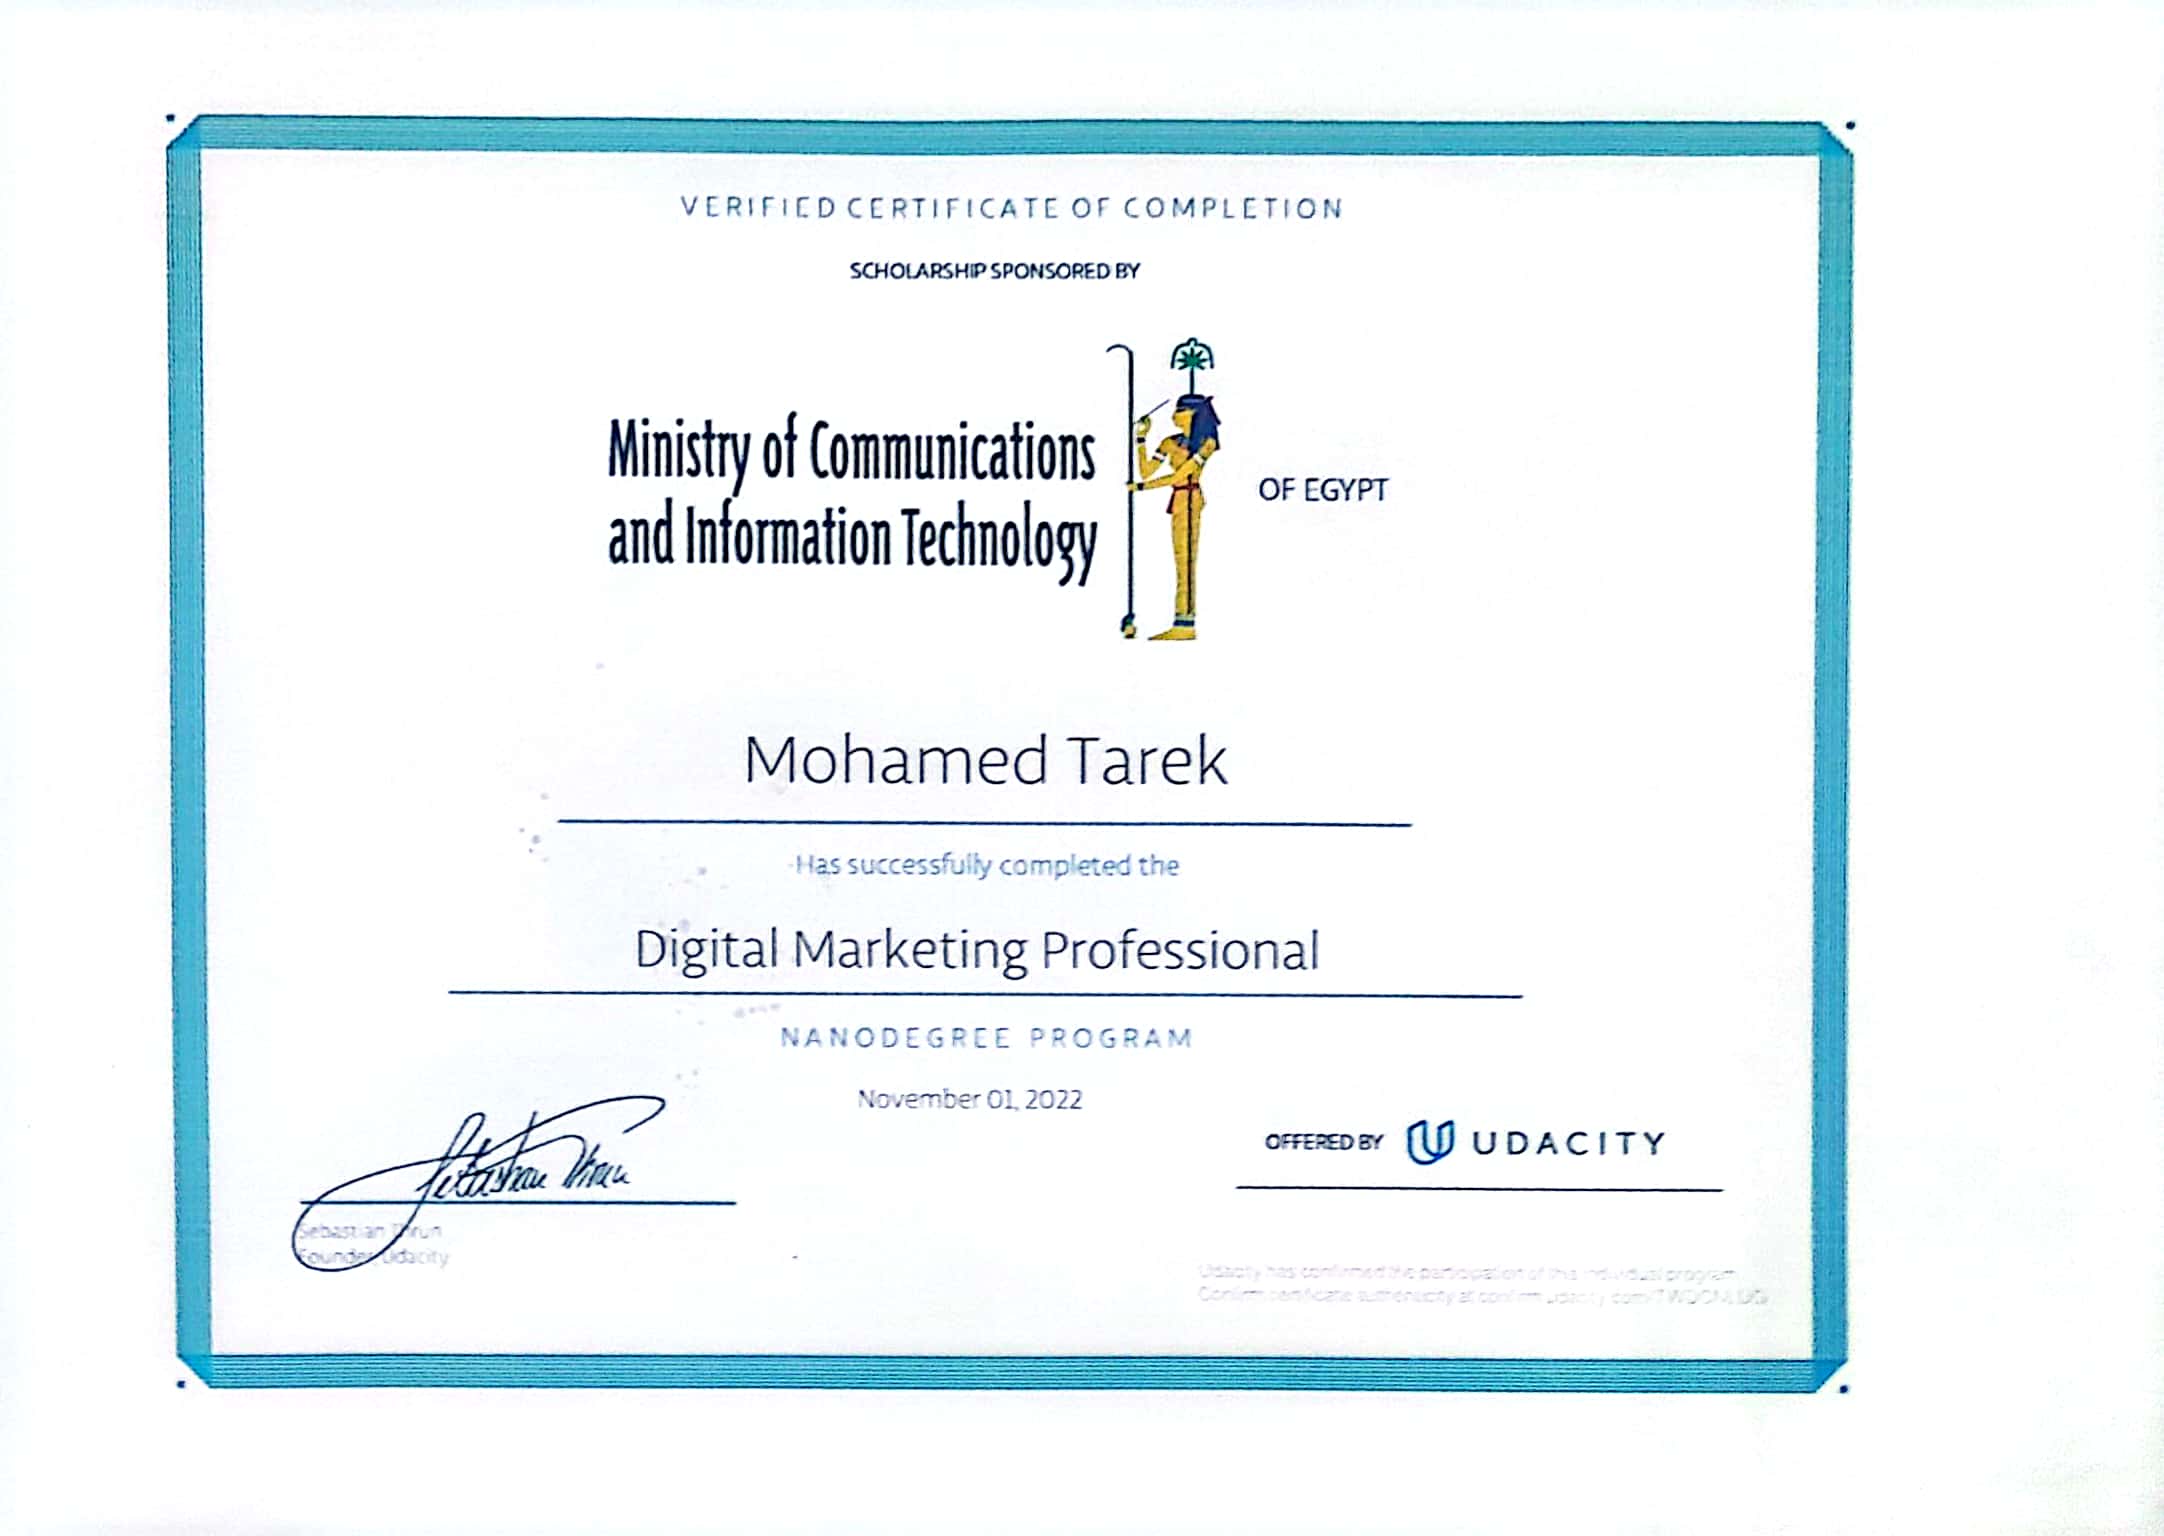 VERIFIED CERTIFICATE OF COMPLETION
SCHOLARSHIP SPONSORED BY
Ministry of Communications
and Information Technology
OF EGYPT
Mohamed Tarek
Has successfully completed the
Digital Marketing Professional
NANODEGREE PROGRAM
November 01, 2022
Sebastian Thrun
OFFERED BY UDACITY
Sebastian Thrun
Founder, Udacity
Udacity has confirmed the participation of this individual program
Confirm certificate authenticity at confirm.udacity.com/